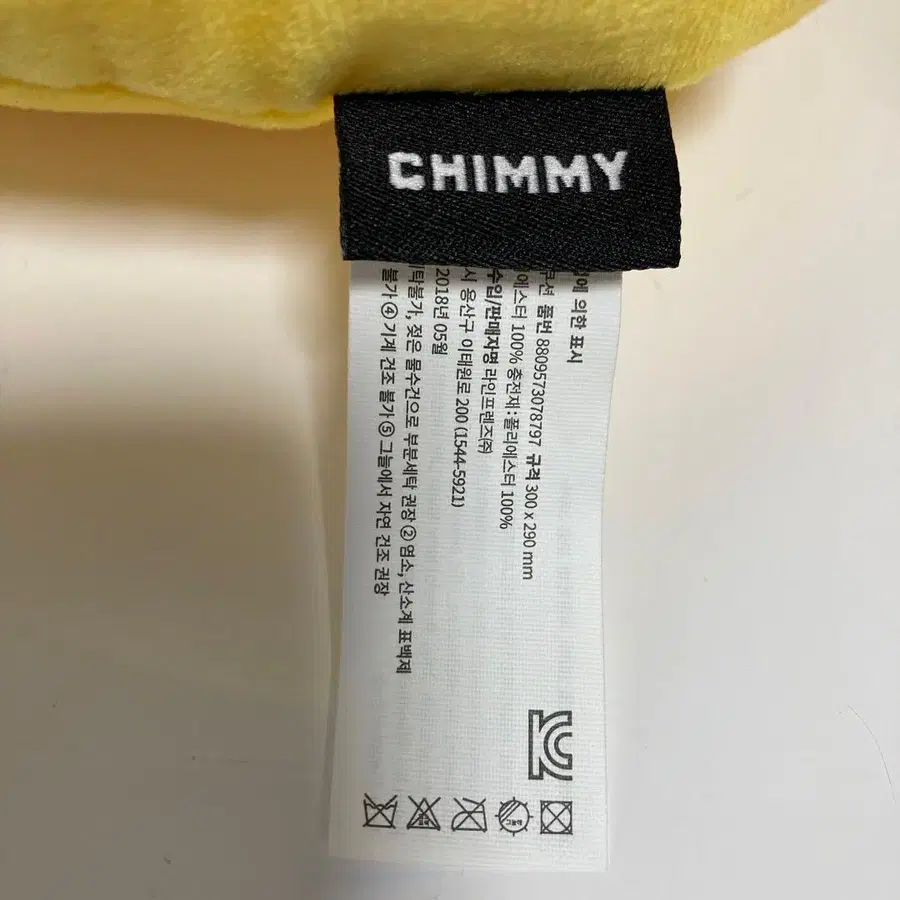 CHIMMY
에 의한 표시
품번 8809573078797 규격 300 x 290 mm
에스터 100% 충전재:폴리에스터 100%
수입/판매자명 라인프렌즈㈜
시 용산구 이태원로 200 (1544-5921)
2018년 05월
탁불가, 젖은 물수건으로 부분세탁 권장 ② 염소, 산소계 표백제
불가 ④ 기계 건조 불가 ⑤ 그늘에서 자연 건조 권장